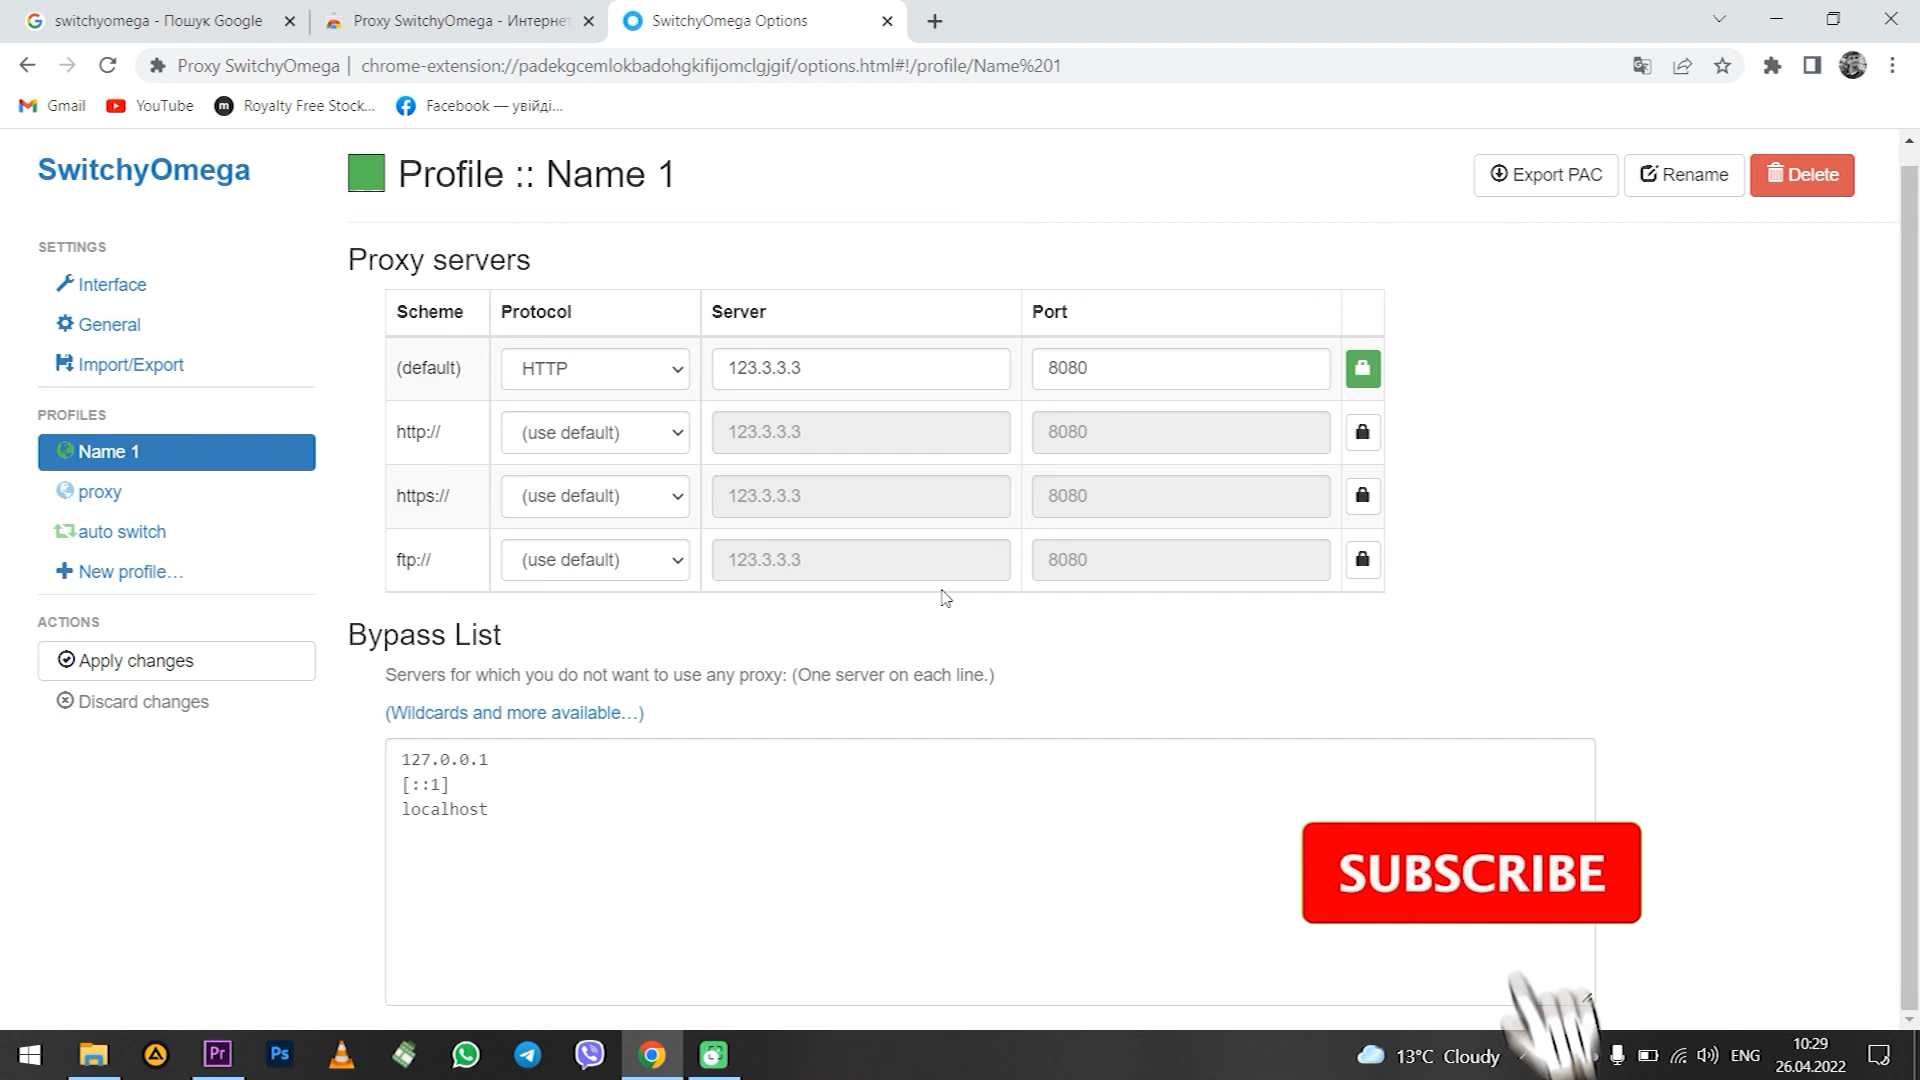 switchyomega - Пошук Google
Proxy SwitchyOmega - Интернет
SwitchyOmega Options
Proxy SwitchyOmega | chrome-extension://padekgcemlokbadohgkifijomclgjgif/options.html#!/profile/Name%201
Gmail
YouTube
Royalty Free Stock...
Facebook — увійді...
SwitchyOmega
Profile :: Name 1
Export PAC
Rename
Delete
SETTINGS
Interface
General
Import/Export
PROFILES
Name 1
proxy
auto switch
New profile...
ACTIONS
Apply changes
Discard changes
Proxy servers
Scheme Protocol Server Port
(default) HTTP 123.3.3.3 8080
http:// (use default) 123.3.3.3 8080
https:// (use default) 123.3.3.3 8080
ftp:// (use default) 123.3.3.3 8080
Bypass List
Servers for which you do not want to use any proxy: (One server on each line.)
(Wildcards and more available...)
127.0.0.1
[::1]
localhost
SUBSCRIBE
Pr
Ps
13°C Cloudy
ENG
10:29
26.04.2022